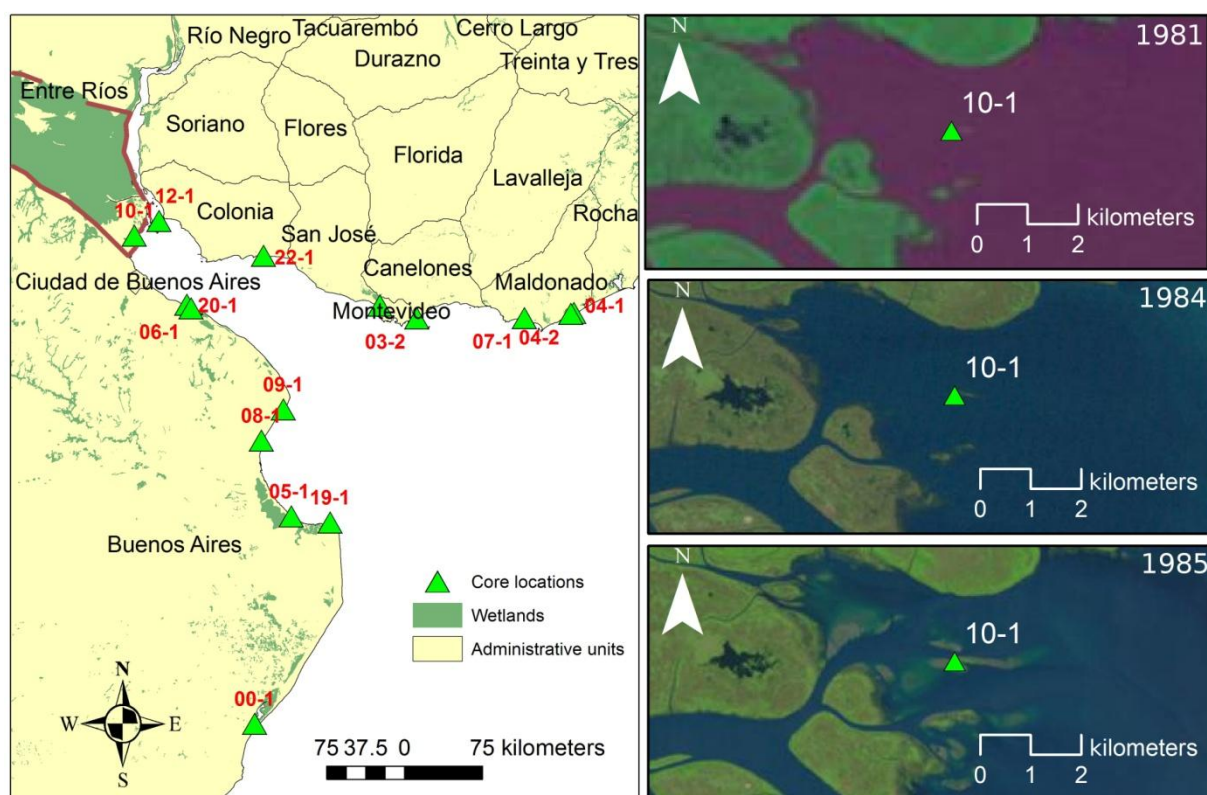 Río Negro
Tacuarembó
Cerro Largo
Durazno
Treinta y Tres
Entre Ríos
Soriano
Flores
Florida
Lavalleja
Rocha
12-1
10-1
Colonia
San José
22-1
Canelones
Maldonado
Ciudad de Buenos Aires
20-1
06-1
Montevideo
04-1
03-2
07-1
04-2
09-1
08-1
05-1
19-1
Buenos Aires
Core locations
Wetlands
Administrative units
N
W
E
S
00-1
75 37.5 0 75 kilometers
N
1981
10-1
kilometers
0 1 2
N
1984
10-1
kilometers
0 1 2
N
1985
10-1
kilometers
0 1 2